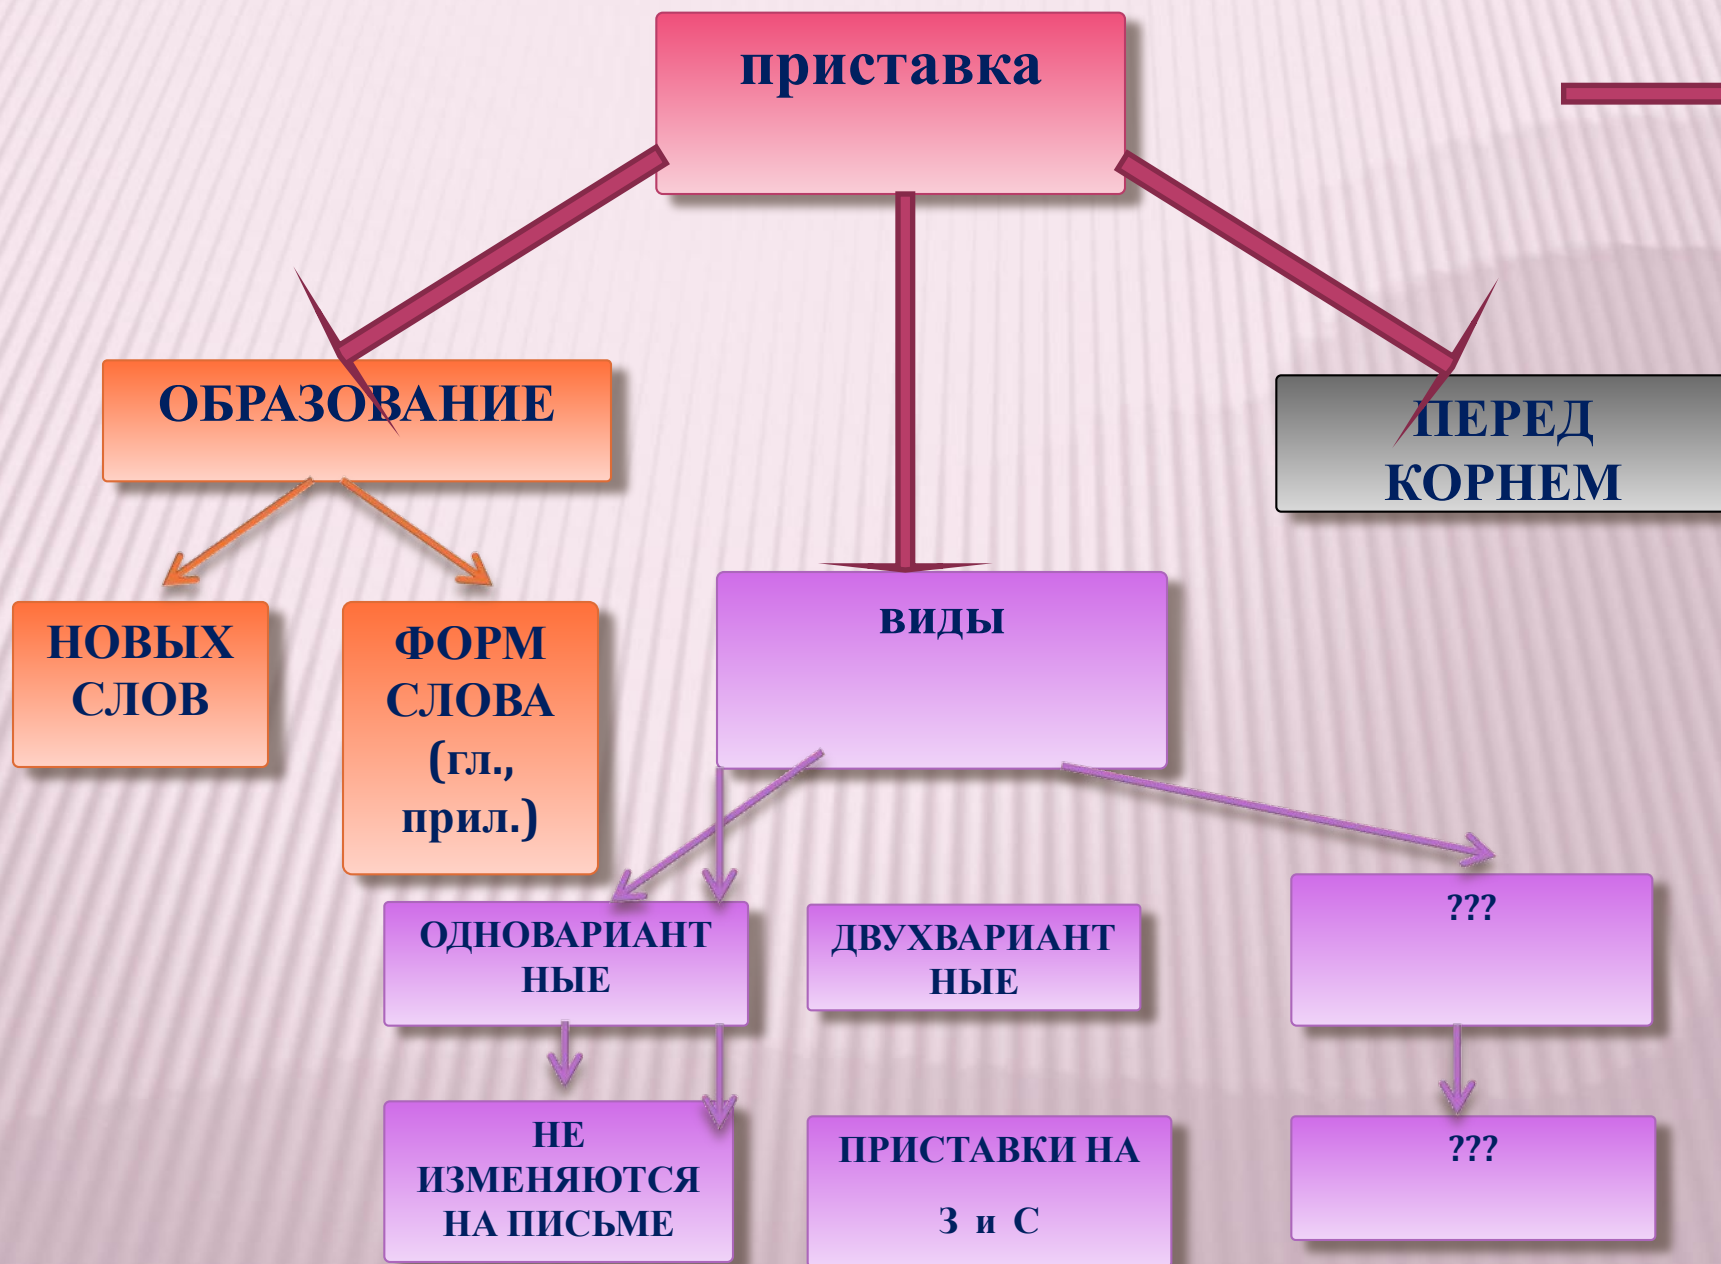 приставка
ОБРАЗОВАНИЕ
ПЕРЕД
КОРНЕМ
НОВЫХ
СЛОВ
ФОРМ
СЛОВА
(гл.,
прил.)
виды
ОДНОВАРИАНТ
НЫЕ
ДВУХВАРИАНТ
НЫЕ
???
НЕ
ИЗМЕНЯЮТСЯ
НА ПИСЬМЕ
ПРИСТАВКИ НА
З и С
???